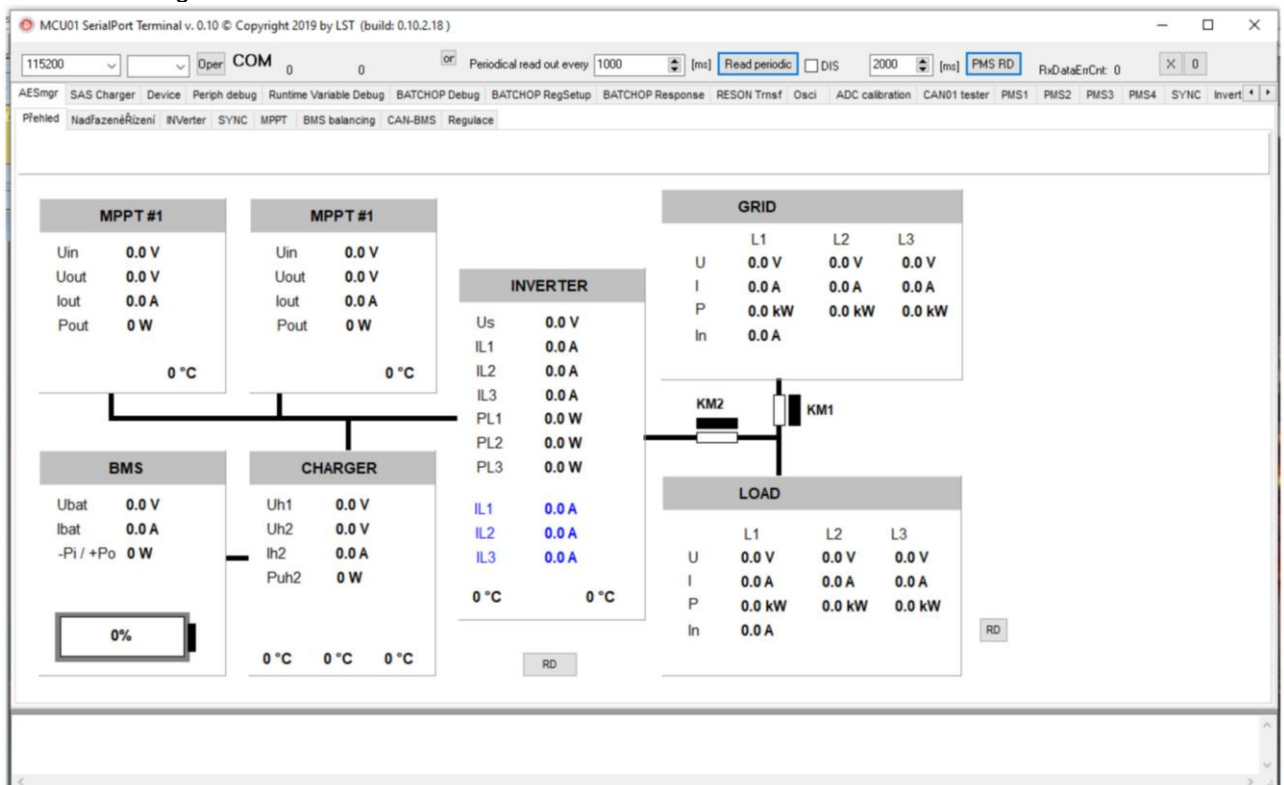 MCU01 SerialPort Terminal v. 0.10 © Copyright 2019 by LST (build: 0.10.2.18 )
115200 Oper COM 0 0 or Periodical read out every 1000 [ms] Read periodic DIS 2000 [ms] PMS RD RxDataErrCnt: 0 X 0
AESmgr SAS Charger Device Periph debug Runtime Variable Debug BATCHOP Debug BATCHOP RegSetup BATCHOP Response RESON Trnsf Osci ADC calibration CAN01 tester PMS1 PMS2 PMS3 PMS4 SYNC Invert
Přehled NadřazenéŘízení INVerter SYNC MPPT BMS balancing CAN-BMS Regulace
MPPT #1
Uin 0.0 V
Uout 0.0 V
Iout 0.0 A
Pout 0 W
0 °C
MPPT #1
Uin 0.0 V
Uout 0.0 V
Iout 0.0 A
Pout 0 W
0 °C
BMS
Ubat 0.0 V
Ibat 0.0 A
-Pi / +Po 0 W
0%
CHARGER
Uh1 0.0 V
Uh2 0.0 V
Ih2 0.0 A
Puh2 0 W
0 °C 0 °C 0 °C
INVERTER
Us 0.0 V
IL1 0.0 A
IL2 0.0 A
IL3 0.0 A
PL1 0.0 W
PL2 0.0 W
PL3 0.0 W
IL1 0.0 A
IL2 0.0 A
IL3 0.0 A
0 °C 0 °C
RD
GRID
L1 L2 L3
U 0.0 V 0.0 V 0.0 V
I 0.0 A 0.0 A 0.0 A
P 0.0 kW 0.0 kW 0.0 kW
In 0.0 A
KM2
KM1
LOAD
L1 L2 L3
U 0.0 V 0.0 V 0.0 V
I 0.0 A 0.0 A 0.0 A
P 0.0 kW 0.0 kW 0.0 kW
In 0.0 A
RD